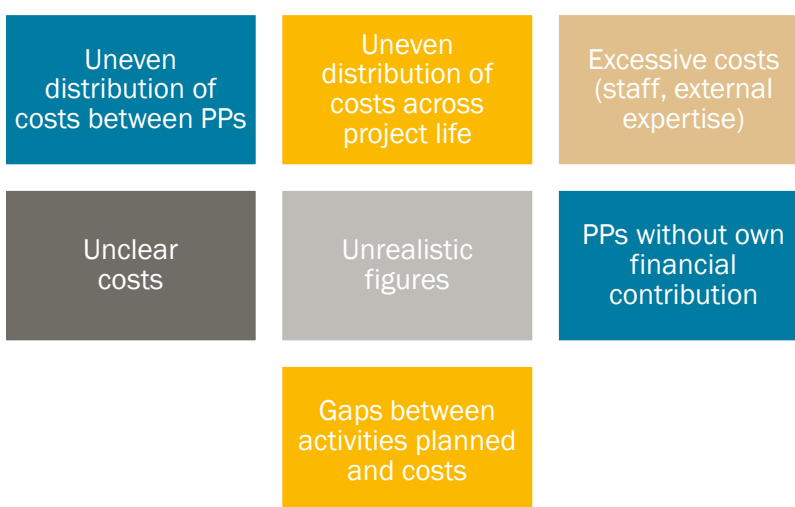 Uneven
distribution of
costs between PPs
Uneven
distribution of
costs across
project life
Excessive costs
(staff, external
expertise)
Unclear
costs
Unrealistic
figures
PPs without own
financial
contribution
Gaps between
activities planned
and costs